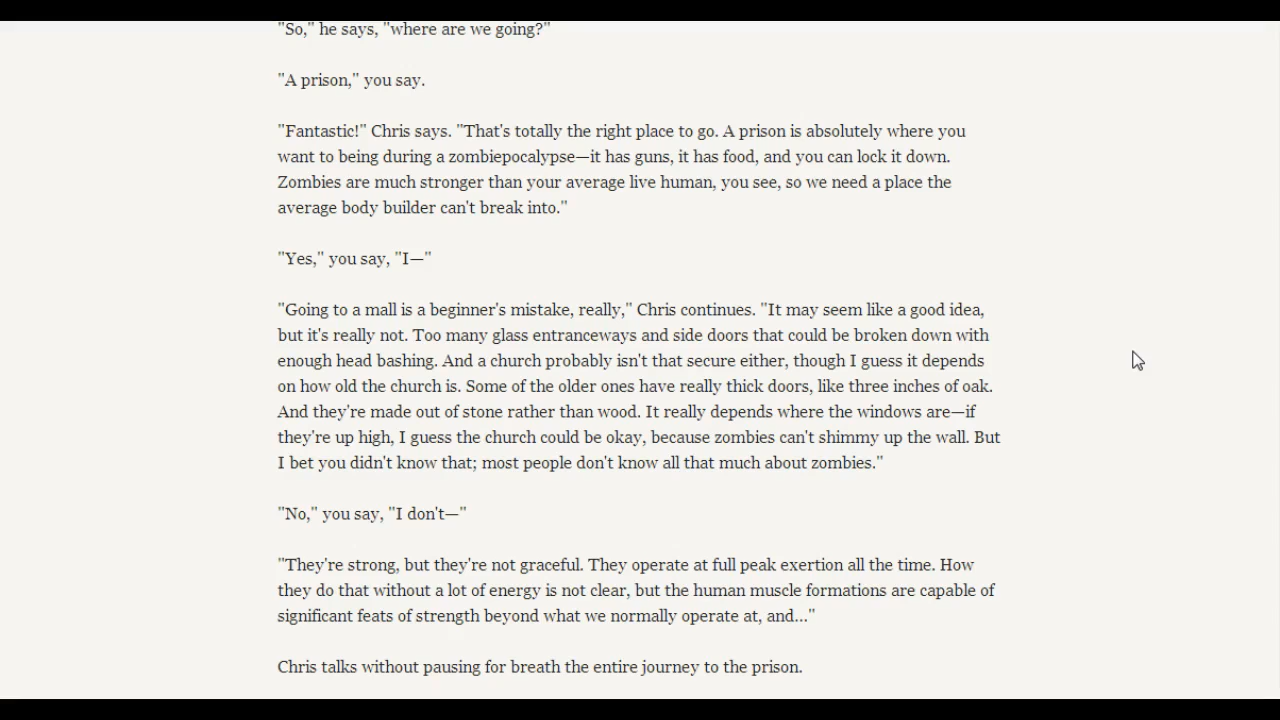 "So," he says, "where are we going?"
"A prison," you say.
"Fantastic!" Chris says. "That's totally the right place to go. A prison is absolutely where you
want to being during a zombiepocalypse—it has guns, it has food, and you can lock it down.
Zombies are much stronger than your average live human, you see, so we need a place the
average body builder can't break into."
"Yes," you say, "I—"
"Going to a mall is a beginner's mistake, really," Chris continues. "It may seem like a good idea,
but it's really not. Too many glass entranceways and side doors that could be broken down with
enough head bashing. And a church probably isn't that secure either, though I guess it depends
on how old the church is. Some of the older ones have really thick doors, like three inches of oak.
And they're made out of stone rather than wood. It really depends where the windows are—if
they're up high, I guess the church could be okay, because zombies can't shimmy up the wall. But
I bet you didn't know that; most people don't know all that much about zombies."
"No," you say, "I don't—"
"They're strong, but they're not graceful. They operate at full peak exertion all the time. How
they do that without a lot of energy is not clear, but the human muscle formations are capable of
significant feats of strength beyond what we normally operate at, and..."
Chris talks without pausing for breath the entire journey to the prison.